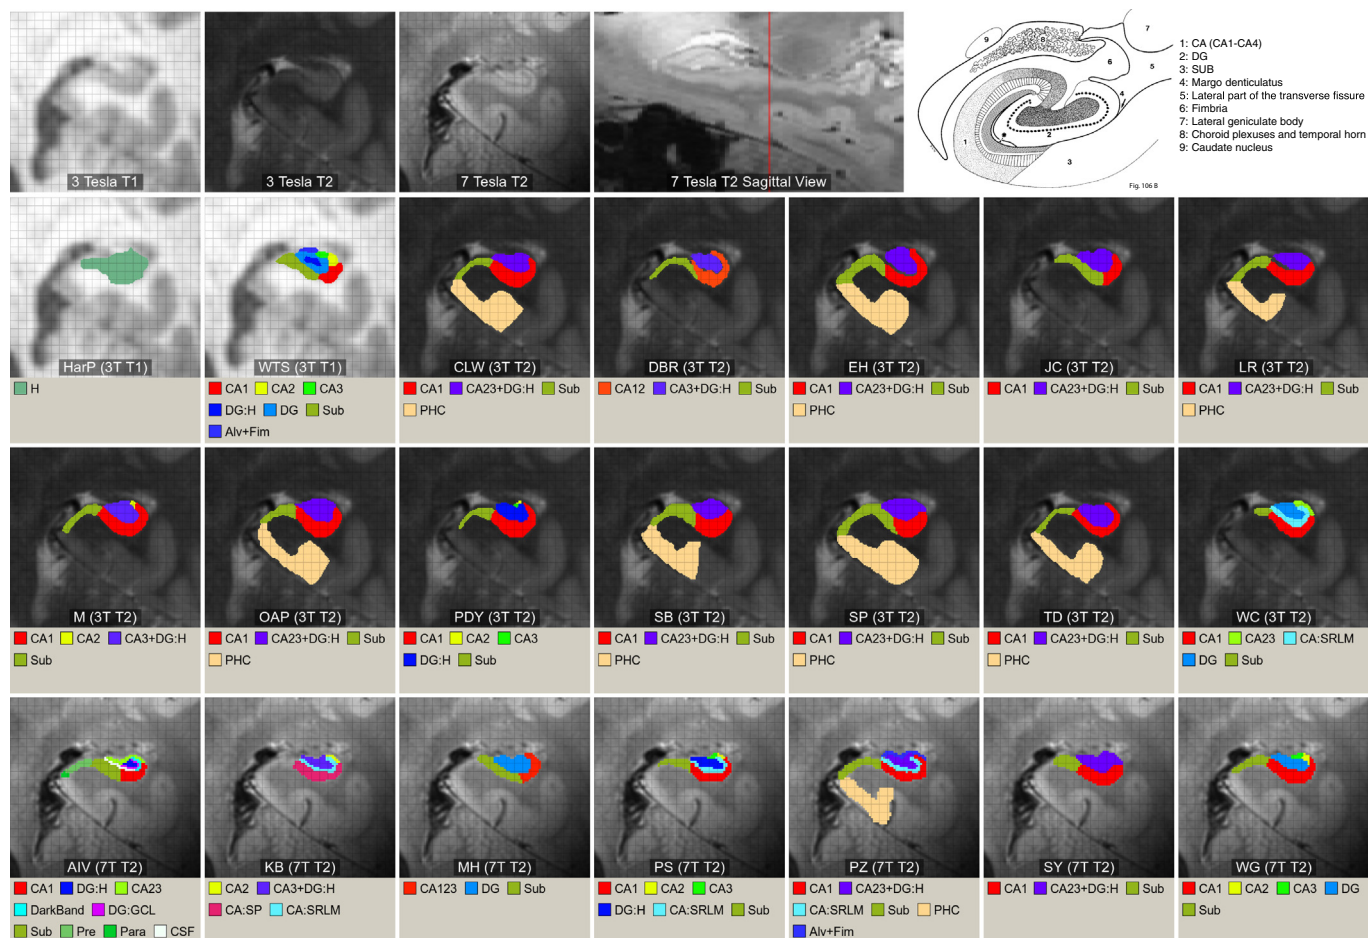 3 Tesla T1
3 Tesla T2
7 Tesla T2
7 Tesla T2 Sagittal View
9
8
7
6
5
4
1
2
3
*
Fig. 106 B
1: CA (CA1-CA4)
2: DG
3: SUB
4: Margo denticulatus
5: Lateral part of the transverse fissure
6: Fimbria
7: Lateral geniculate body
8: Choroid plexuses and temporal horn
9: Caudate nucleus
HarP (3T T1)
H
WTS (3T T1)
CA1 CA2 CA3
DG:H DG Sub
Alv+Fim
CLW (3T T2)
CA1 CA23+DG:H Sub
PHC
DBR (3T T2)
CA12 CA3+DG:H Sub
EH (3T T2)
CA1 CA23+DG:H Sub
PHC
JC (3T T2)
CA1 CA23+DG:H Sub
LR (3T T2)
CA1 CA23+DG:H Sub
PHC
M (3T T2)
CA1 CA2 CA3+DG:H
Sub
OAP (3T T2)
CA1 CA23+DG:H Sub
PHC
PDY (3T T2)
CA1 CA2 CA3
DG:H Sub
SB (3T T2)
CA1 CA23+DG:H Sub
PHC
SP (3T T2)
CA1 CA23+DG:H Sub
PHC
TD (3T T2)
CA1 CA23+DG:H Sub
PHC
WC (3T T2)
CA1 CA23 CA:SRLM
DG Sub
AIV (7T T2)
CA1 DG:H CA23
DarkBand DG:GCL
Sub Pre Para CSF
KB (7T T2)
CA2 CA3+DG:H
CA:SP CA:SRLM
MH (7T T2)
CA123 DG Sub
PS (7T T2)
CA1 CA2 CA3
DG:H CA:SRLM Sub
PZ (7T T2)
CA1 CA23+DG:H
CA:SRLM Sub PHC
Alv+Fim
SY (7T T2)
CA1 CA23+DG:H Sub
WG (7T T2)
CA1 CA2 CA3 DG
Sub